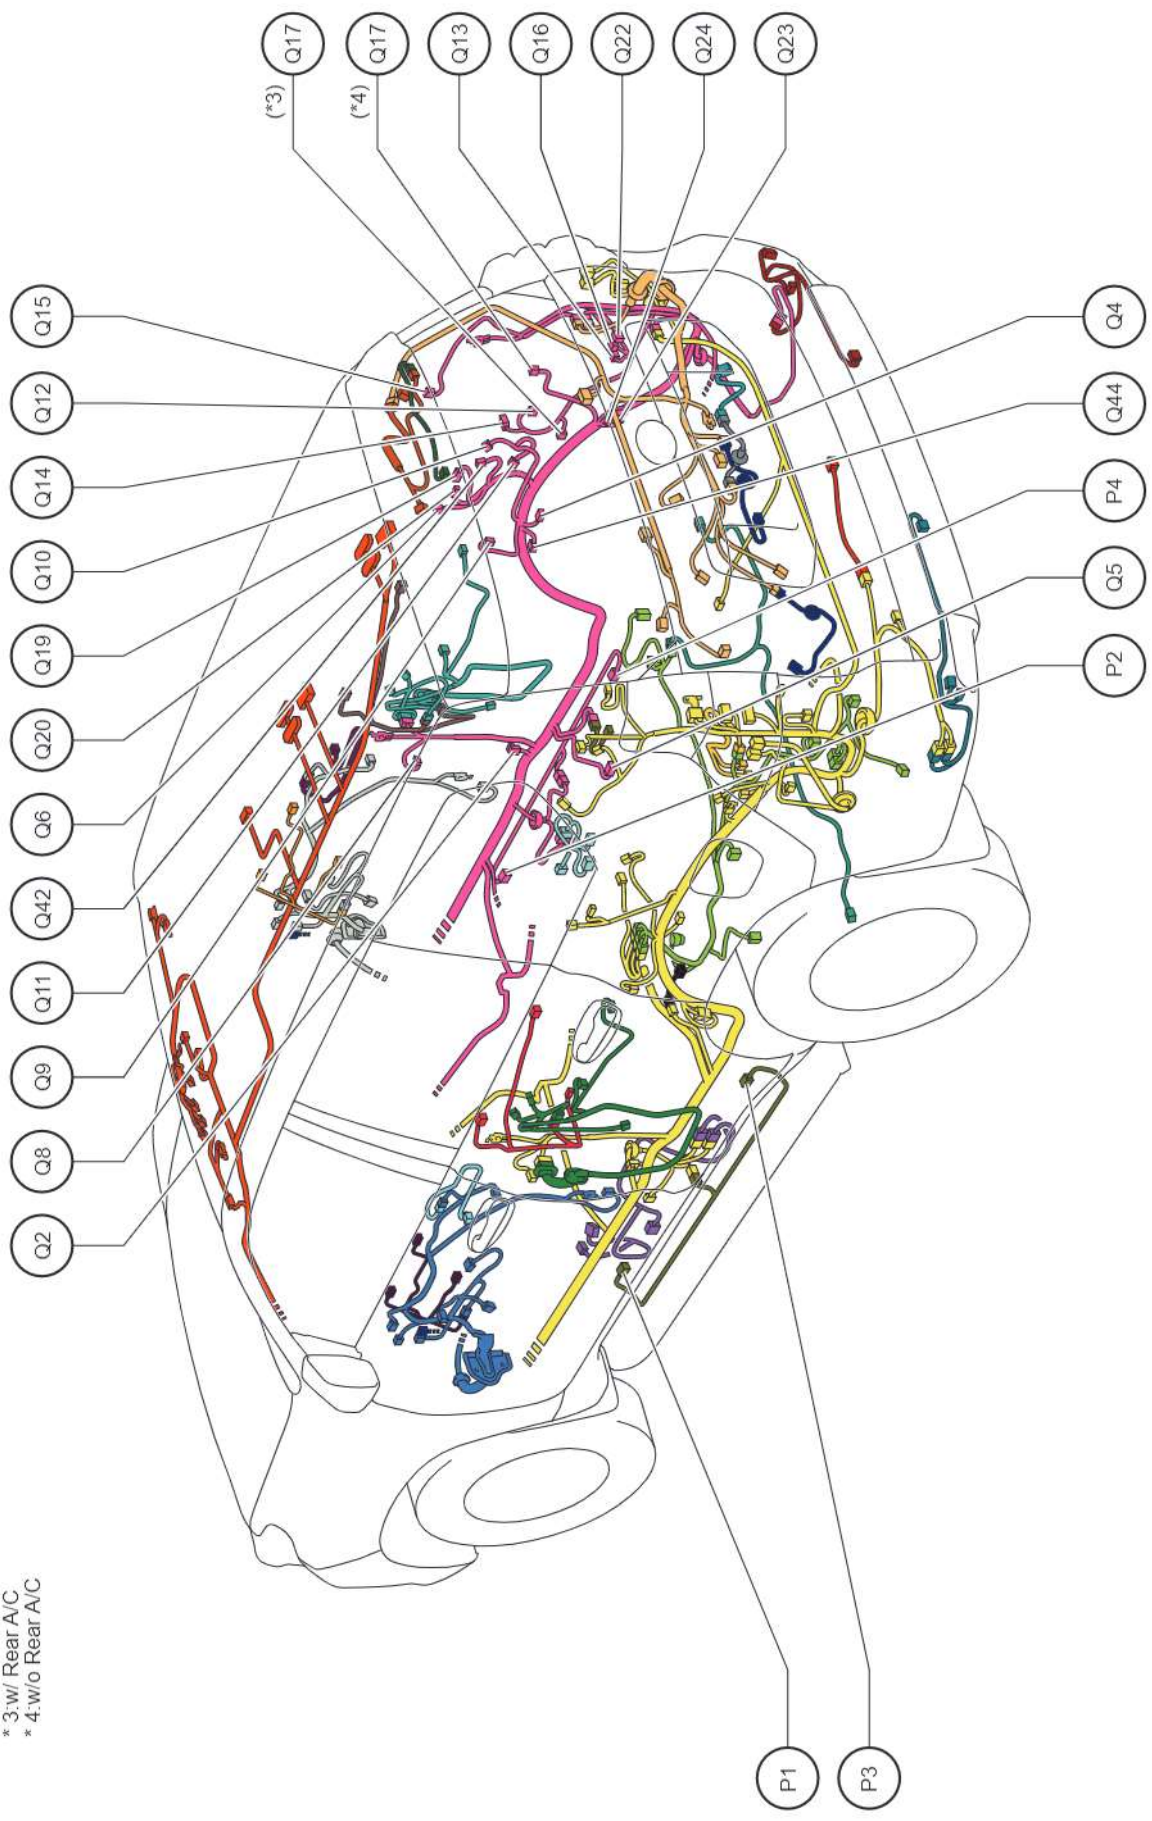 * 3:w/ Rear A/C
* 4:w/o Rear A/C
Q2
Q8
Q9
Q11
Q42
Q6
Q20
Q19
Q10
Q14
Q12
Q15
(*3)
Q17
(*4)
Q17
Q13
Q16
Q22
Q24
Q23
P1
P3
P2
Q5
P4
Q44
Q4